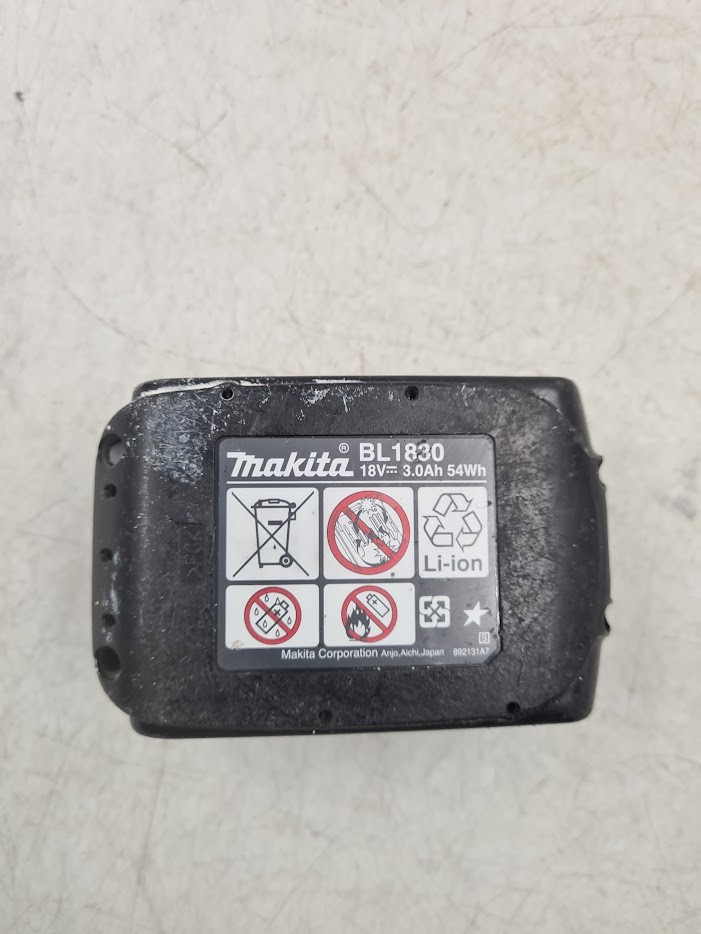 makita® BL1830
18V 3.0Ah 54Wh
Li-ion
Makita Corporation Anjo,Aichi,Japan 892131A7